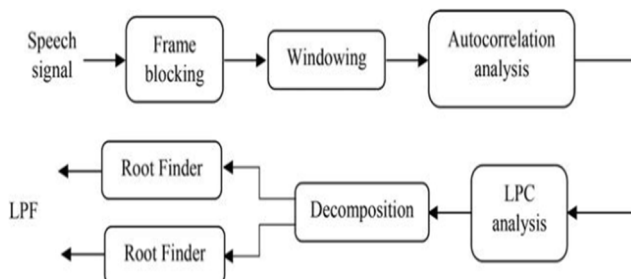 Speech
signal
Frame
blocking
Windowing
Autocorrelation
analysis
Root Finder
LPF
Decomposition
LPC
analysis
Root Finder